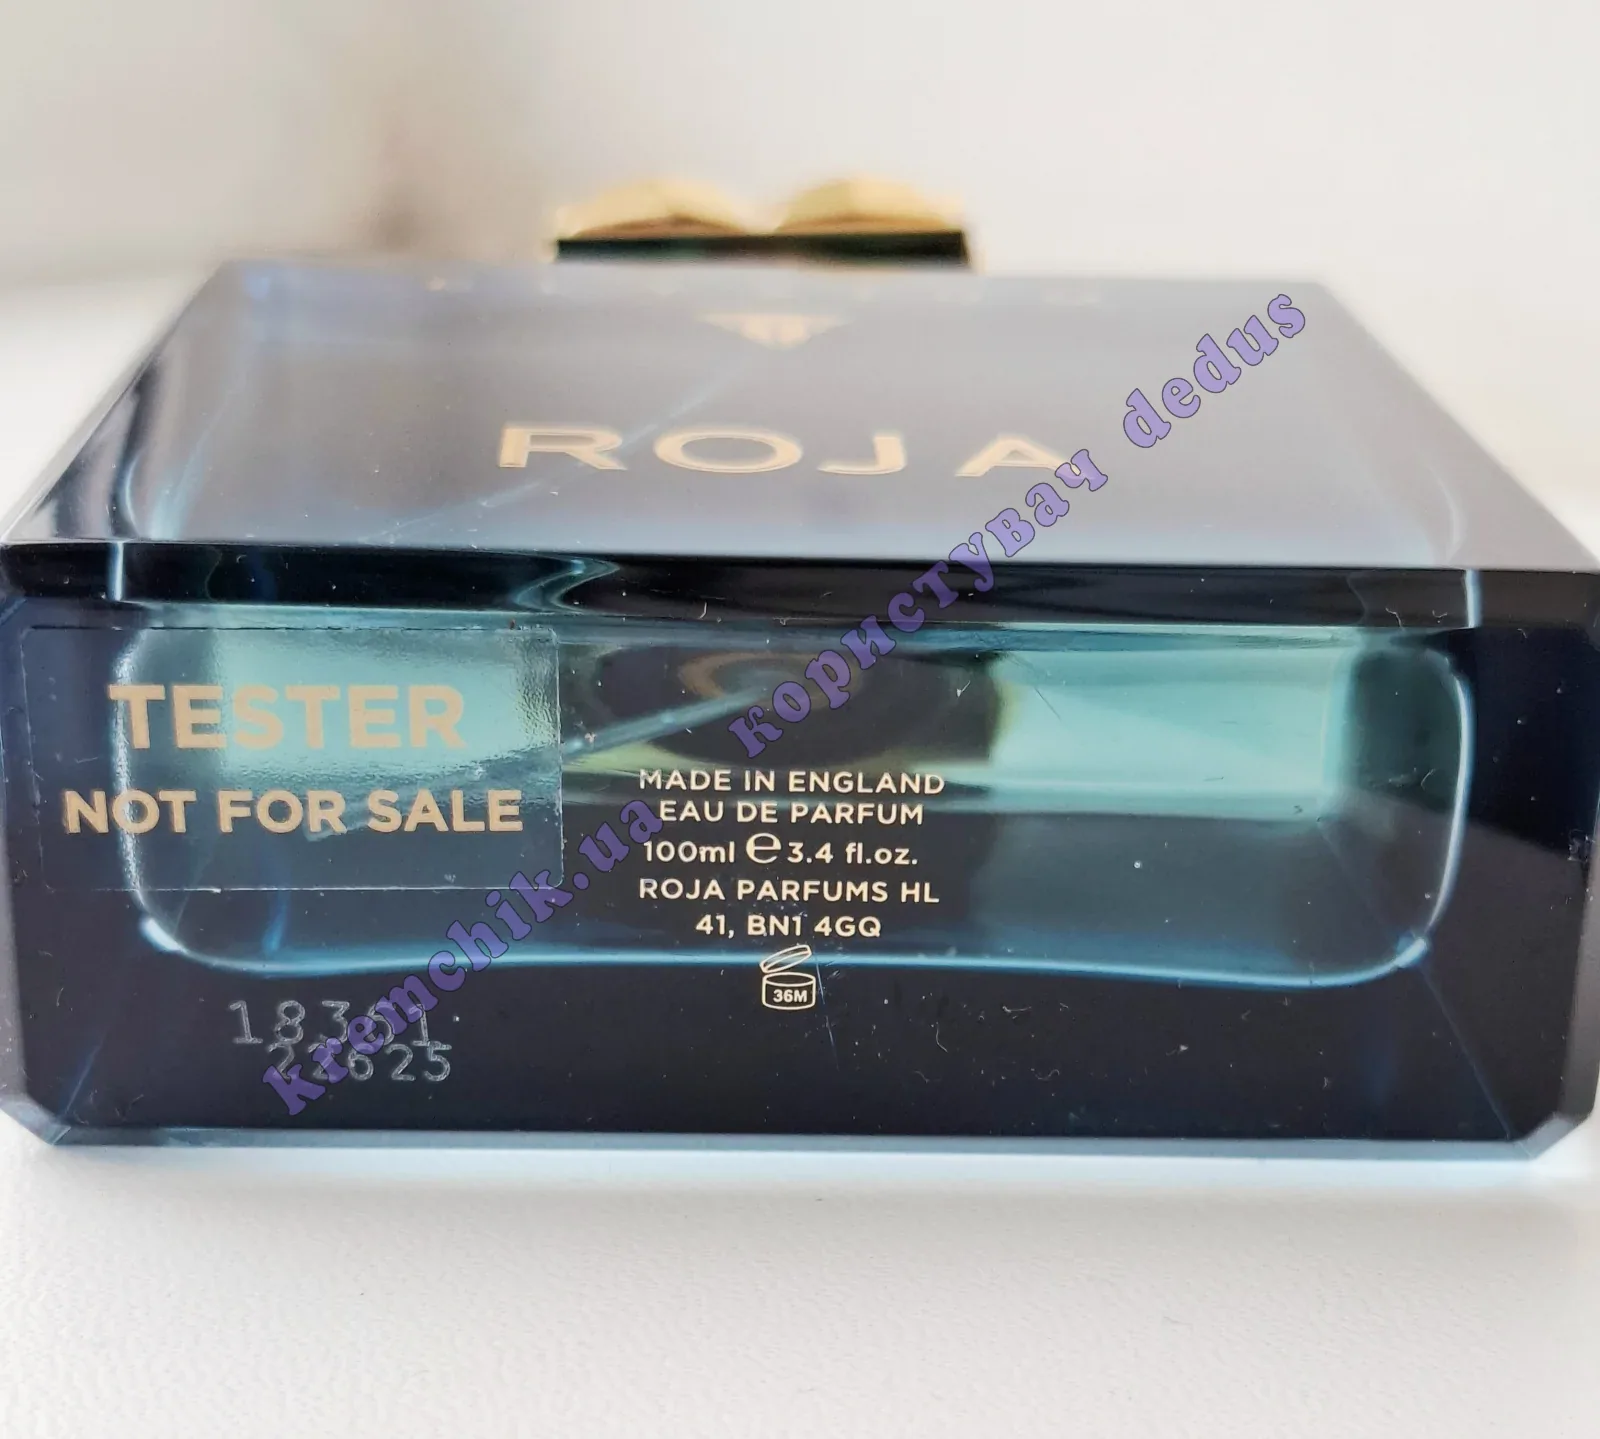 ROJA
TESTER
NOT FOR SALE
MADE IN ENGLAND
EAU DE PARFUM
100ml ℮ 3.4 fl.oz.
ROJA PARFUMS HL
41, BN1 4GQ
36M
kremchik.ua користувач dedus